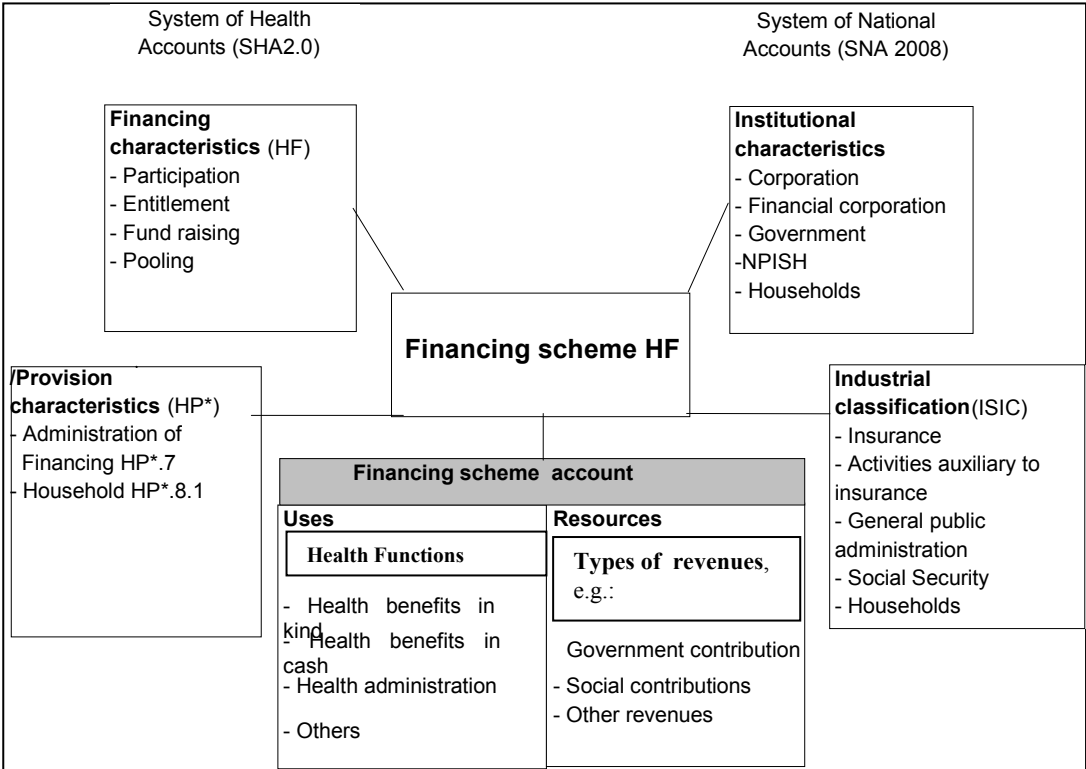 System of Health
Accounts (SHA2.0)
System of National
Accounts (SNA 2008)
Financing
characteristics (HF)
- Participation
- Entitlement
- Fund raising
- Pooling
Institutional
characteristics
- Corporation
- Financial corporation
- Government
-NPISH
- Households
Financing scheme HF
/Provision
characteristics (HP*)
- Administration of
Financing HP*.7
- Household HP*.8.1
Industrial
classification(ISIC)
- Insurance
- Activities auxiliary to
insurance
- General public
administration
- Social Security
- Households
Financing scheme account
Uses
Health Functions
- Health benefits in
kind
- Health benefits in
cash
- Health administration
- Others
Resources
Types of revenues,
e.g.:
Government contribution
- Social contributions
- Other revenues